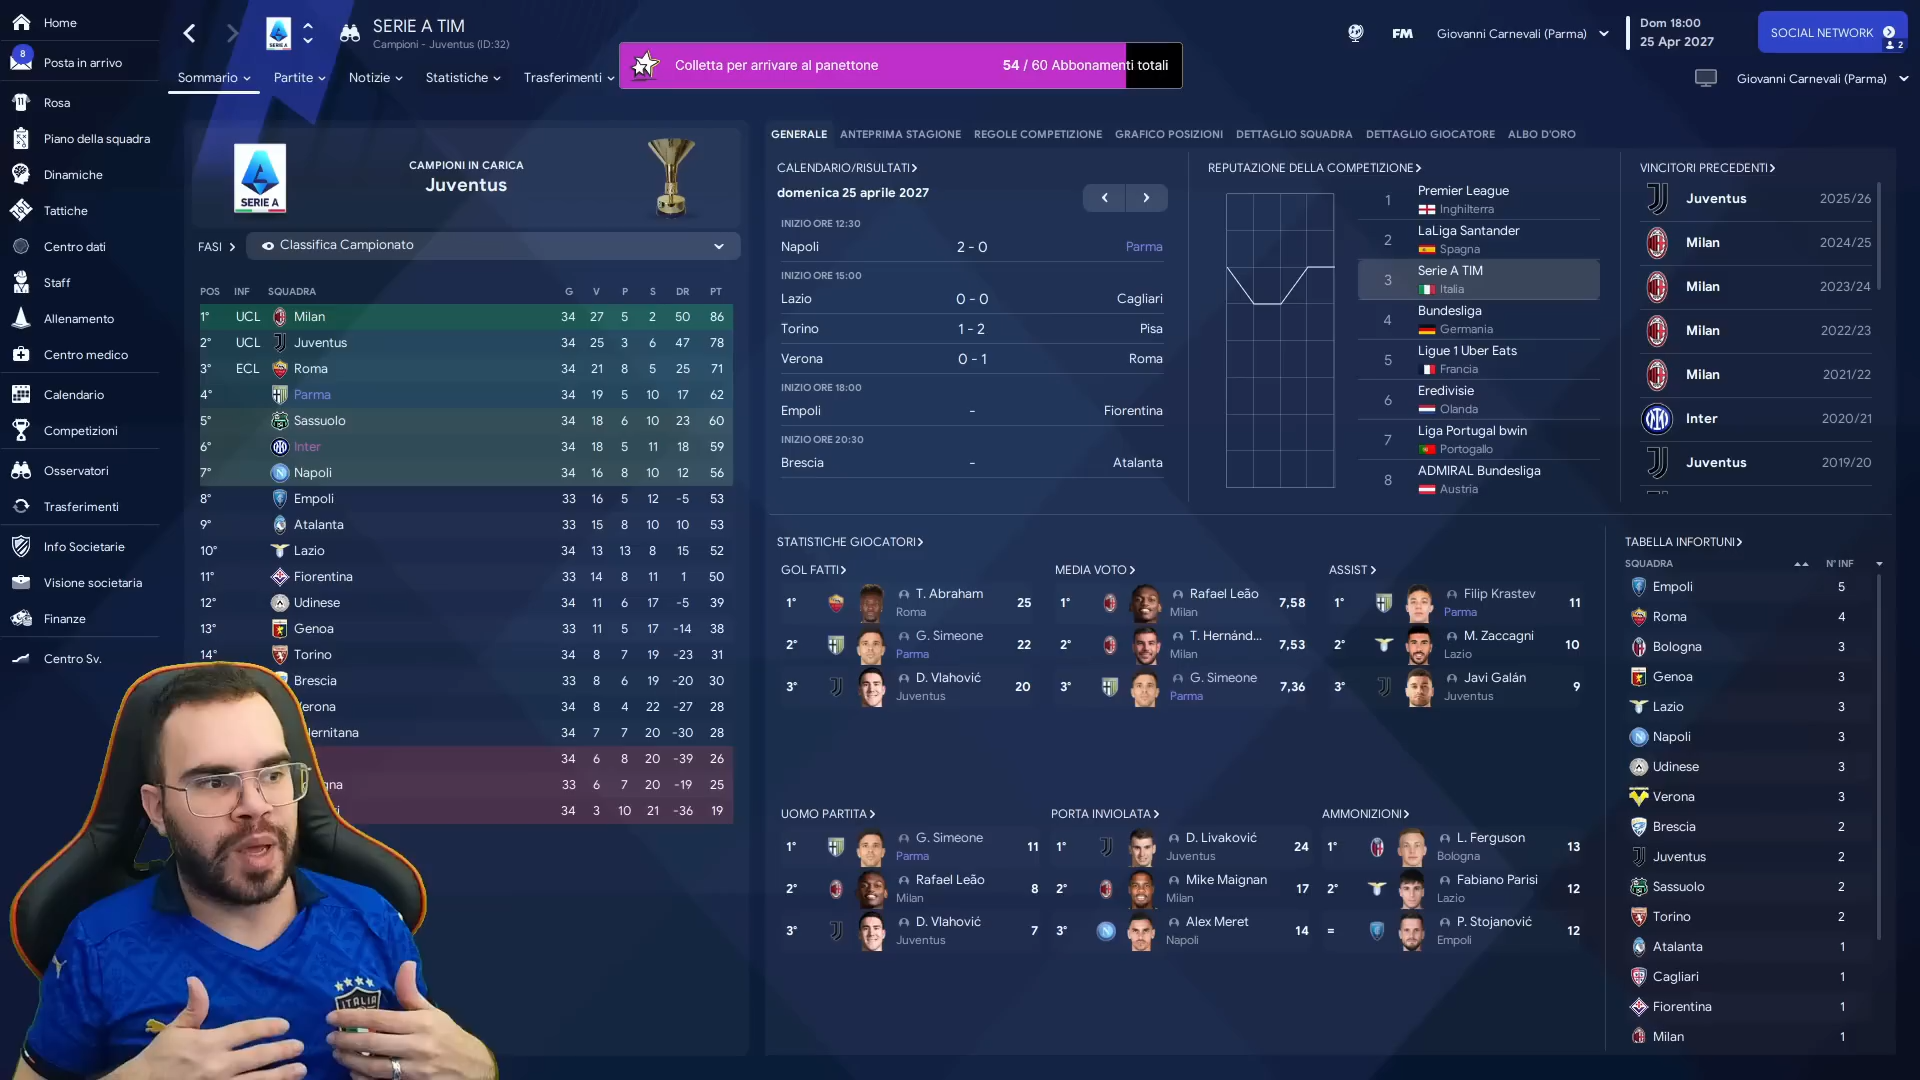 Home
8
Posta in arrivo
Rosa
Piano della squadra
Dinamiche
Tattiche
Centro dati
Staff
Allenamento
Centro medico
Calendario
Competizioni
Osservatori
Trasferimenti
Info Societarie
Visione societaria
Finanze
Centro Sv.
SERIE A
SERIE A TIM
Campioni - Juventus (ID:32)
Sommario Partite Notizie Statistiche Trasferimenti
Colletta per arrivare al panettone 54 / 60 Abbonamenti totali
FM Giovanni Carnevali (Parma)
Dom 18:00
25 Apr 2027
SOCIAL NETWORK
2
Giovanni Carnevali (Parma)
SERIE A
CAMPIONI IN CARICA
Juventus
FASI Classifica Campionato
POS INF SQUADRA G V P S DR PT
1° UCL Milan 34 27 5 2 50 86
2° UCL Juventus 34 25 3 6 47 78
3° ECL Roma 34 21 8 5 25 71
4° Parma 34 19 5 10 17 62
5° Sassuolo 34 18 6 10 23 60
6° Inter 34 18 5 11 18 59
7° Napoli 34 16 8 10 12 56
8° Empoli 33 16 5 12 -5 53
9° Atalanta 33 15 8 10 10 53
10° Lazio 34 13 13 8 15 52
11° Fiorentina 33 14 8 11 1 50
12° Udinese 34 11 6 17 -5 39
13° Genoa 33 11 5 17 -14 38
14° Torino 34 8 7 19 -23 31
Brescia 33 8 6 19 -20 30
erona 34 8 4 22 -27 28
lernitana 34 7 7 20 -30 28
34 6 8 20 -39 26
gna 33 6 7 20 -19 25
ri 34 3 10 21 -36 19
GENERALE ANTEPRIMA STAGIONE REGOLE COMPETIZIONE GRAFICO POSIZIONI DETTAGLIO SQUADRA DETTAGLIO GIOCATORE ALBO D'ORO
CALENDARIO/RISULTATI
domenica 25 aprile 2027
INIZIO ORE 12:30
Napoli 2 - 0 Parma
INIZIO ORE 15:00
Lazio 0 - 0 Cagliari
Torino 1 - 2 Pisa
Verona 0 - 1 Roma
INIZIO ORE 18:00
Empoli - Fiorentina
INIZIO ORE 20:30
Brescia - Atalanta
REPUTAZIONE DELLA COMPETIZIONE
1 Premier League
Inghilterra
2 LaLiga Santander
Spagna
3 Serie A TIM
Italia
4 Bundesliga
Germania
5 Ligue 1 Uber Eats
Francia
6 Eredivisie
Olanda
7 Liga Portugal bwin
Portogallo
8 ADMIRAL Bundesliga
Austria
VINCITORI PRECEDENTI
Juventus 2025/26
Milan 2024/25
Milan 2023/24
Milan 2022/23
Milan 2021/22
Inter 2020/21
Juventus 2019/20
STATISTICHE GIOCATORI
GOL FATTI
1° T. Abraham 25
Roma
2° G. Simeone 22
Parma
3° D. Vlahović 20
Juventus
MEDIA VOTO
1° Rafael Leão 7,58
Milan
2° T. Hernánd... 7,53
Milan
3° G. Simeone 7,36
Parma
ASSIST
1° Filip Krastev 11
Parma
2° M. Zaccagni 10
Lazio
3° Javi Galán 9
Juventus
UOMO PARTITA
1° G. Simeone 11
Parma
2° Rafael Leão 8
Milan
3° D. Vlahović 7
Juventus
PORTA INVIOLATA
1° D. Livaković 24
Juventus
2° Mike Maignan 17
Milan
3° Alex Meret 14
Napoli
AMMONIZIONI
1° L. Ferguson 13
Bologna
2° Fabiano Parisi 12
Lazio
= P. Stojanović 12
Empoli
TABELLA INFORTUNI
SQUADRA N° INF
Empoli 5
Roma 4
Bologna 3
Genoa 3
Lazio 3
Napoli 3
Udinese 3
Verona 3
Brescia 2
Juventus 2
Sassuolo 2
Torino 2
Atalanta 1
Cagliari 1
Fiorentina 1
Milan 1
ITALIA